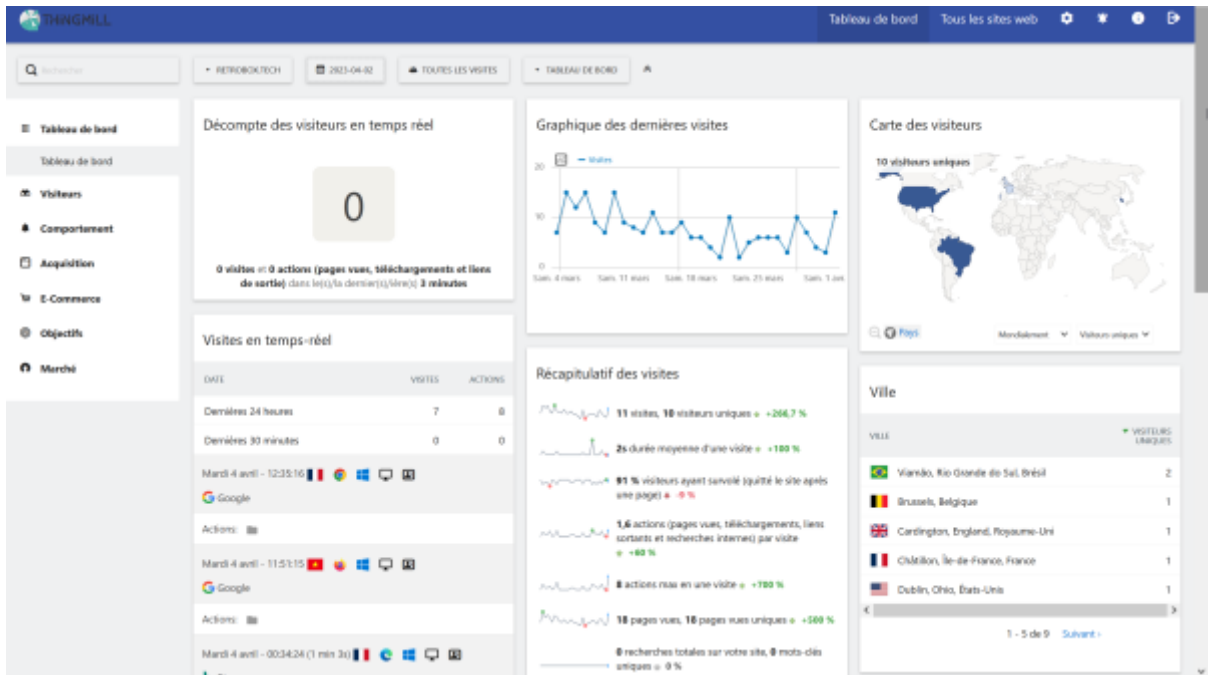 THINGMILL
Tableau de bord
Tous les sites web
Rechercher
RETROBOX.TECH
2023-04-02
TOUTES LES VISITES
TABLEAU DE BORD
Tableau de bord
Tableau de bord
Visiteurs
Comportement
Acquisition
E-Commerce
Objectifs
Marché
Décompte des visiteurs en temps réel
0
0 visites et 0 actions (pages vues, téléchargements et liens
de sortie) dans le(s)/la dernier(s)/ière(s) 3 minutes
Visites en temps-réel
DATE VISITES ACTIONS
Dernières 24 heures 7 8
Dernières 30 minutes 0 0
Mardi 4 avril - 12:35:16
Google
Actions:
Mardi 4 avril - 11:51:15
Google
Actions:
Mardi 4 avril - 00:34:24 (1 min 3s)
Graphique des dernières visites
Visites
20
10
0
Sam. 4 mars Sam. 11 mars Sam. 18 mars Sam. 25 mars Sam. 1 avr.
Récapitulatif des visites
11 visites, 10 visiteurs uniques +266,7 %
2s durée moyenne d'une visite +100 %
91 % visiteurs ayant survolé (quitté le site après
une page) -9 %
1,6 actions (pages vues, téléchargements, liens
sortants et recherches internes) par visite
+60 %
8 actions max en une visite +700 %
18 pages vues, 18 pages vues uniques +500 %
0 recherches totales sur votre site, 0 mots-clés
uniques 0 %
Carte des visiteurs
10 visiteurs uniques
Pays
Mondialement
Visiteurs uniques
Ville
VILLE VISITEURS
UNIQUES
Viamão, Rio Grande do Sul, Brésil 2
Brussels, Belgique 1
Cardington, England, Royaume-Uni 1
Châtillon, Île-de-France, France 1
Dublin, Ohio, États-Unis 1
1 - 5 de 9 Suivant ›